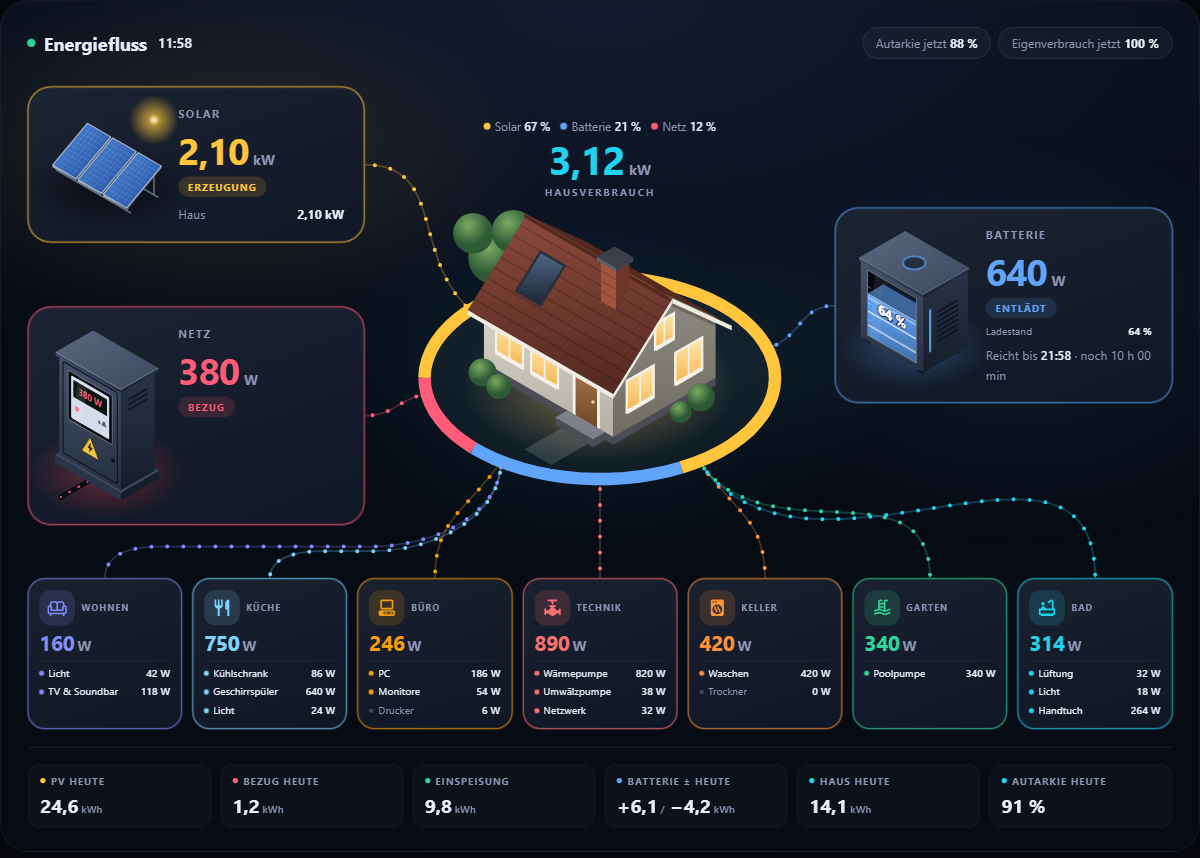 Energiefluss 11:58
Autarkie jetzt 88 %
Eigenverbrauch jetzt 100 %
SOLAR
2,10 kW
ERZEUGUNG
Haus 2,10 kW
Solar 67 % Batterie 21 % Netz 12 %
3,12 kW
HAUSVERBRAUCH
BATTERIE
640 W
ENTLÄDT
Ladestand 64 %
Reicht bis 21:58 · noch 10 h 00
min
64 %
NETZ
380 W
BEZUG
380 W
+A
WOHNEN
160 W
Licht 42 W
TV & Soundbar 118 W
KÜCHE
750 W
Kühlschrank 86 W
Geschirrspüler 640 W
Licht 24 W
BÜRO
246 W
PC 186 W
Monitore 54 W
Drucker 6 W
TECHNIK
890 W
Wärmepumpe 820 W
Umwälzpumpe 38 W
Netzwerk 32 W
KELLER
420 W
Waschen 420 W
Trockner 0 W
GARTEN
340 W
Poolpumpe 340 W
BAD
314 W
Lüftung 32 W
Licht 18 W
Handtuch 264 W
PV HEUTE
24,6 kWh
BEZUG HEUTE
1,2 kWh
EINSPEISUNG
9,8 kWh
BATTERIE ± HEUTE
+6,1 / −4,2 kWh
HAUS HEUTE
14,1 kWh
AUTARKIE HEUTE
91 %